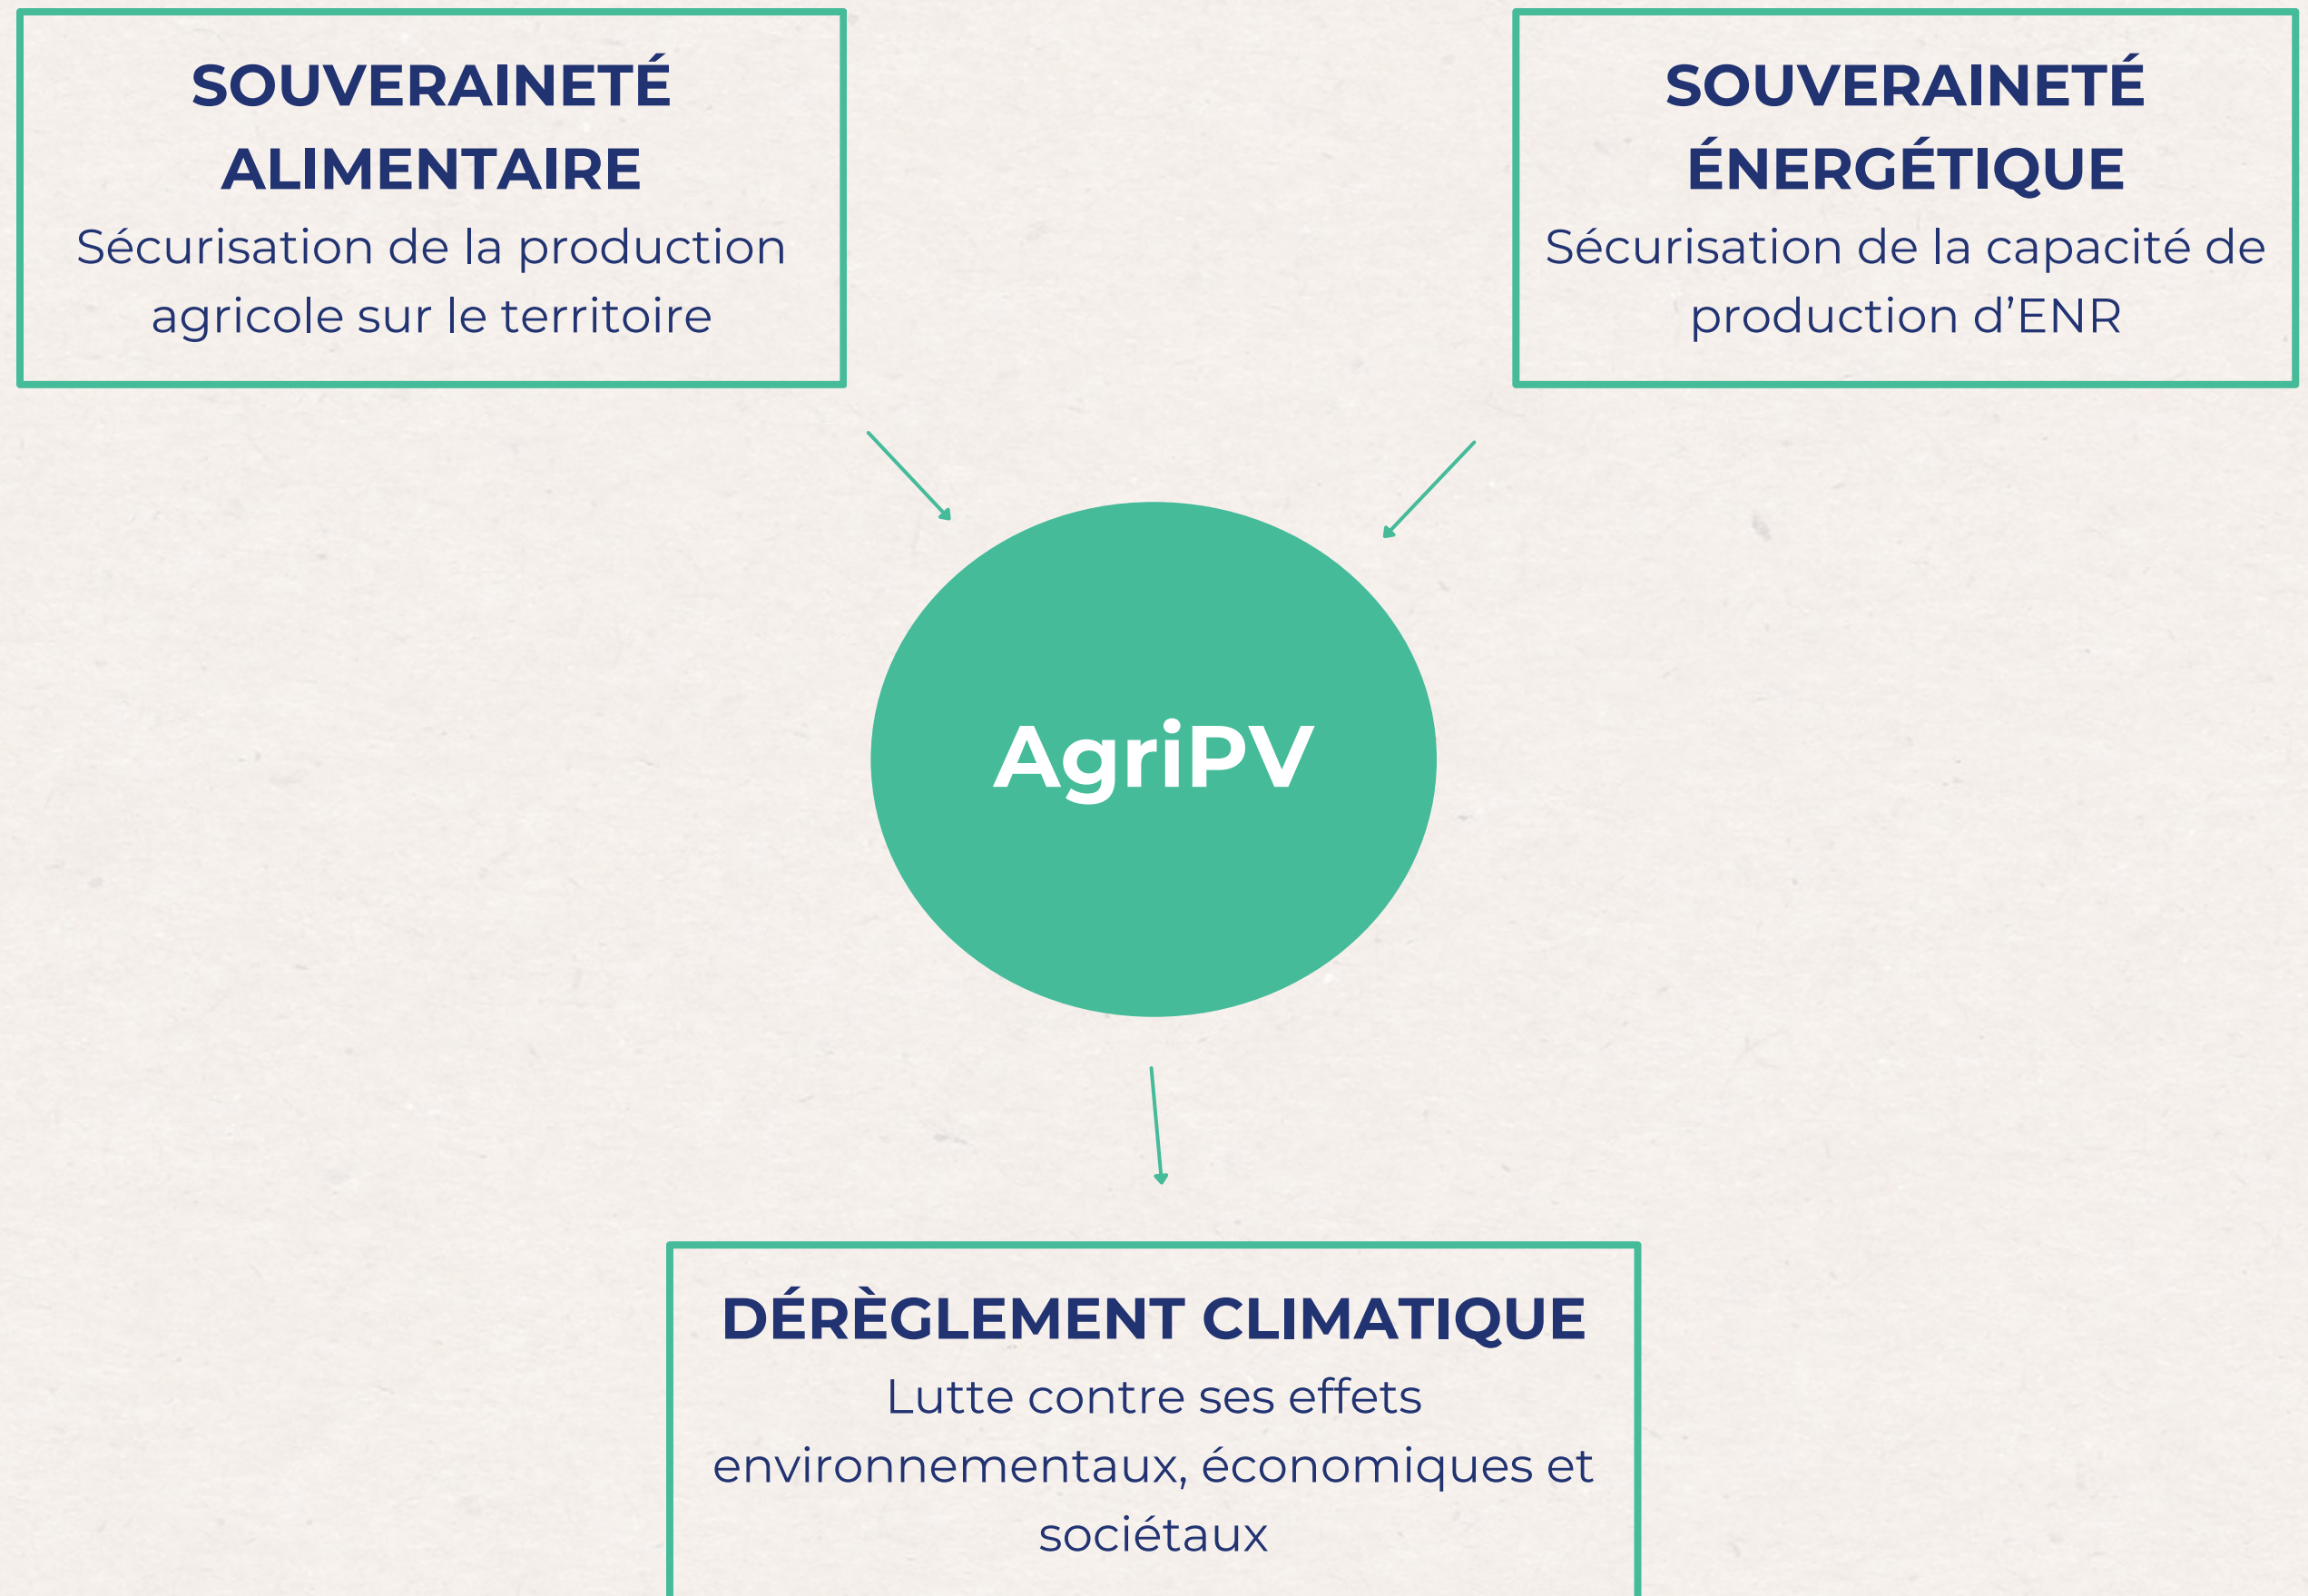 SOUVERAINETÉ
ALIMENTAIRE
Sécurisation de la production
agricole sur le territoire
SOUVERAINETÉ
ÉNERGÉTIQUE
Sécurisation de la capacité de
production d’ENR
AgriPV
DÉRÈGLEMENT CLIMATIQUE
Lutte contre ses effets
environnementaux, économiques et
sociétaux